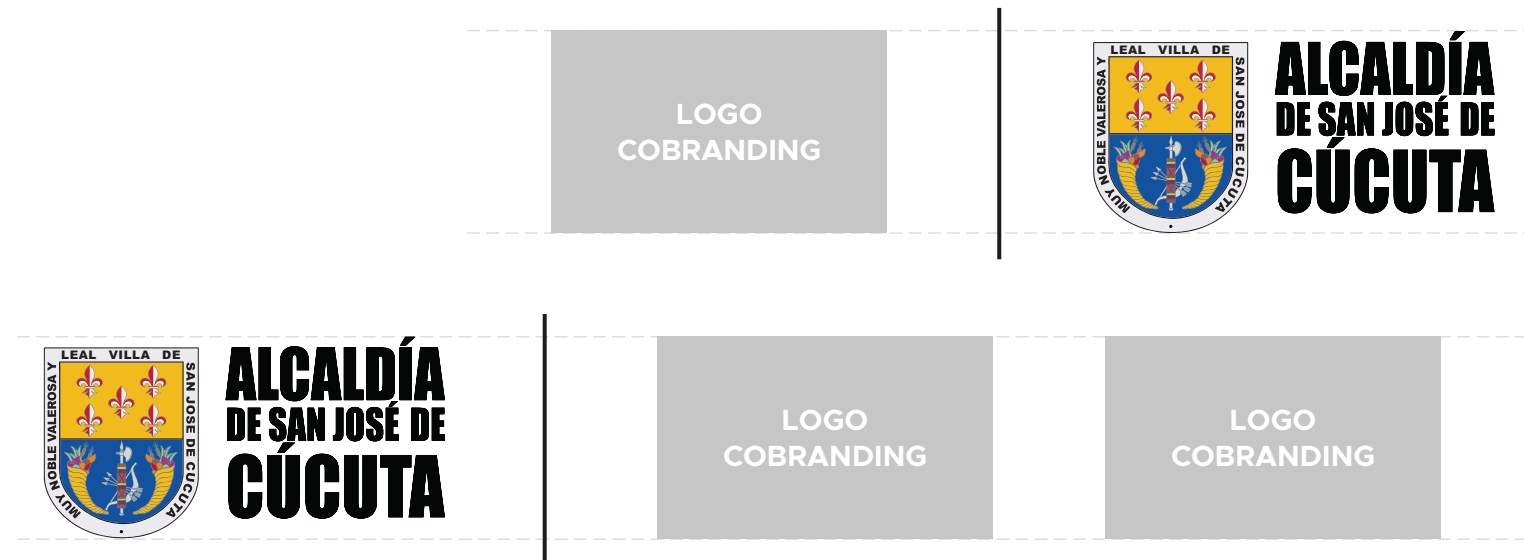 LOGO
COBRANDING
MUY NOBLE VALEROSA Y LEAL VILLA DE SAN JOSE DE CUCUTA
ALCALDÍA
DE SAN JOSÉ DE
CÚCUTA
MUY NOBLE VALEROSA Y LEAL VILLA DE SAN JOSE DE CUCUTA
ALCALDÍA
DE SAN JOSÉ DE
CÚCUTA
LOGO
COBRANDING
LOGO
COBRANDING